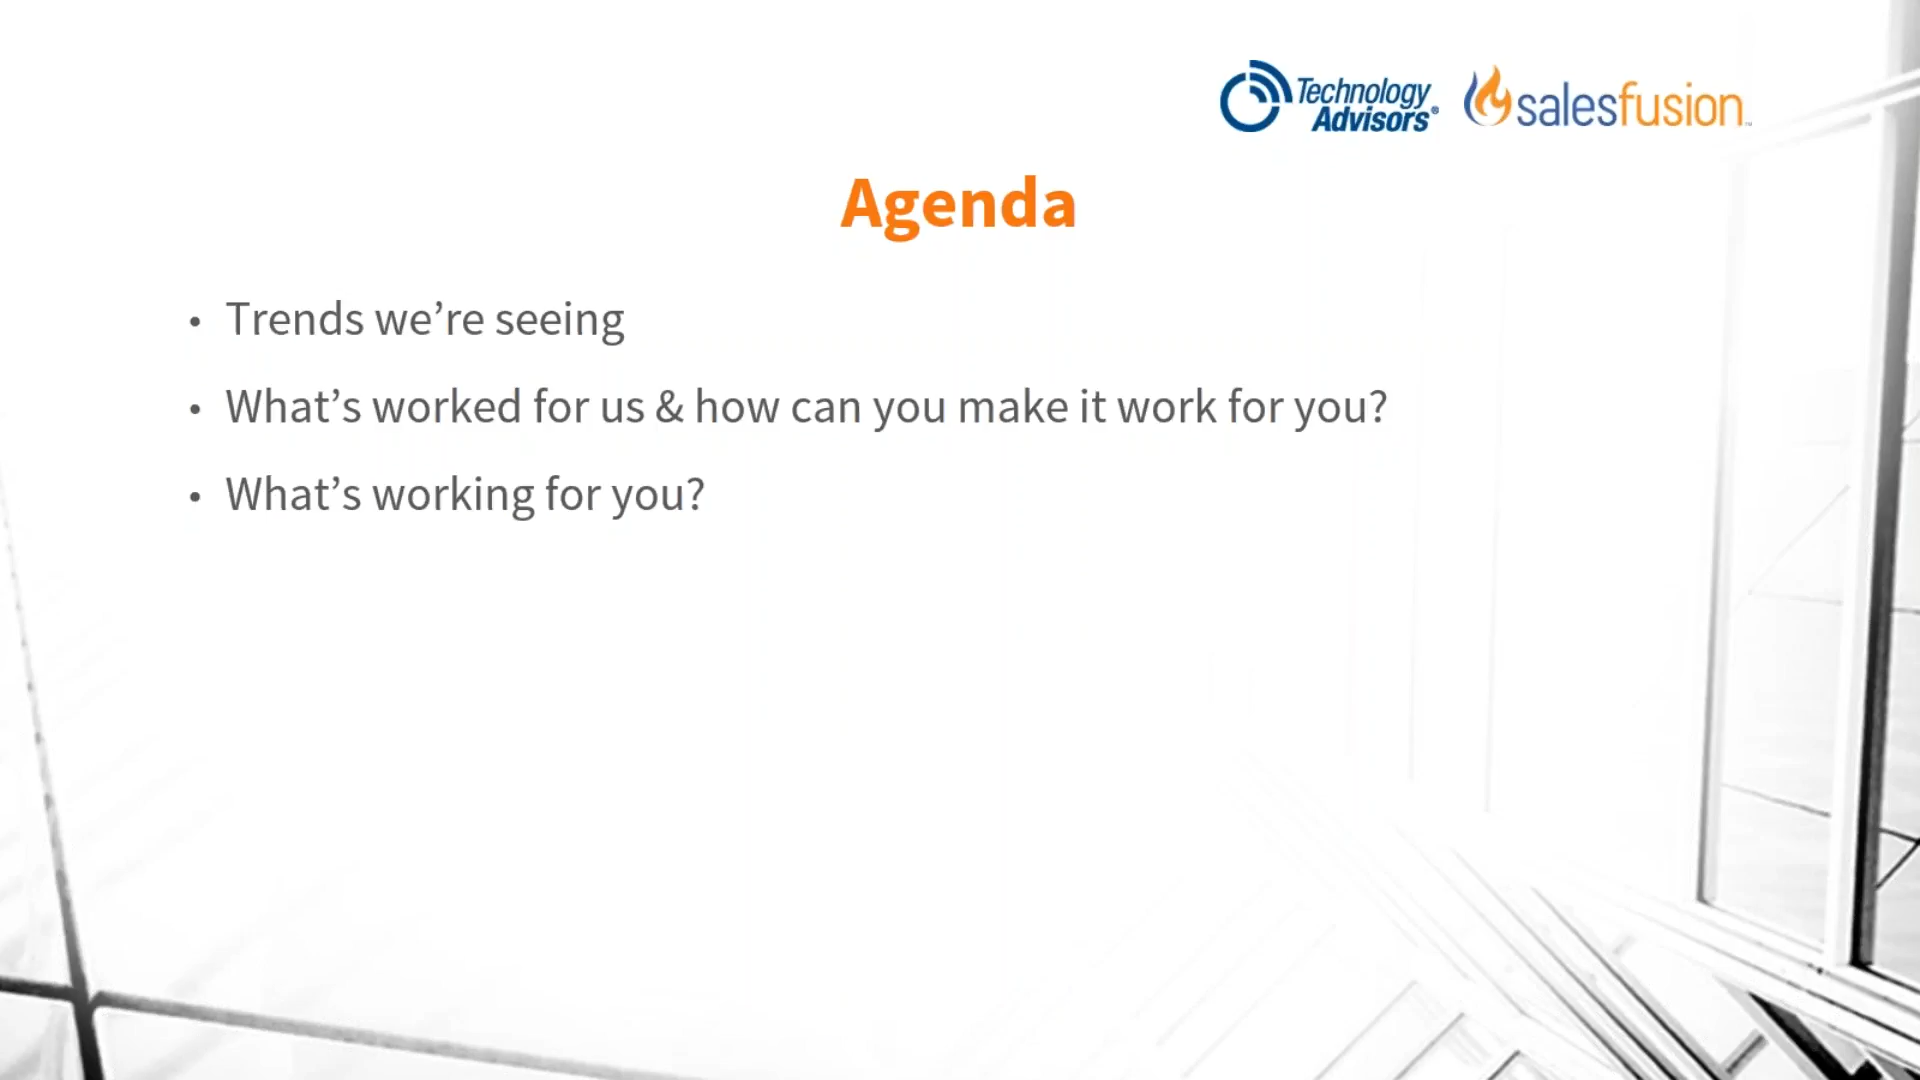 Technology
Advisors®
salesfusion™
Agenda
• Trends we’re seeing
• What’s worked for us & how can you make it work for you?
• What’s working for you?